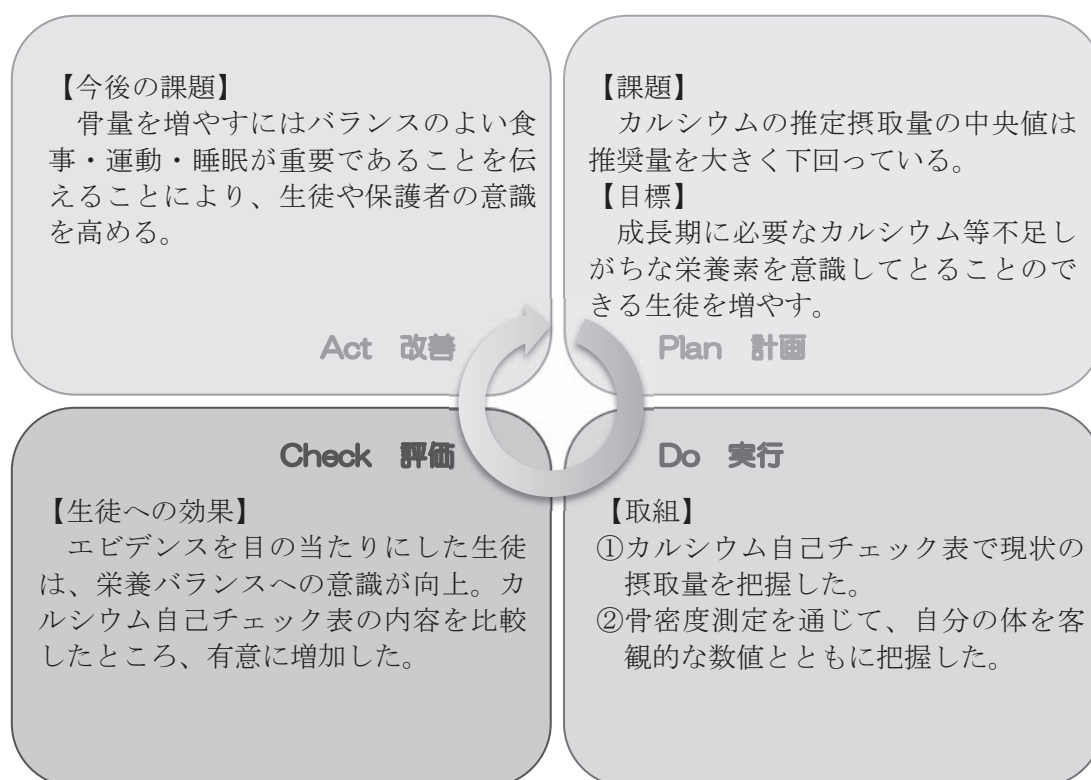 【今後の課題】
　骨量を増やすにはバランスのよい食
事・運動・睡眠が重要であることを伝
えることにより、生徒や保護者の意識
を高める。
Act　改善
【課題】
　カルシウムの推定摂取量の中央値は
推奨量を大きく下回っている。
【目標】
　成長期に必要なカルシウム等不足し
がちな栄養素を意識してとることので
きる生徒を増やす。
Plan　計画
Check　評価
【生徒への効果】
　エビデンスを目の当たりにした生徒
は、栄養バランスへの意識が向上。カ
ルシウム自己チェック表の内容を比較
したところ、有意に増加した。
Do　実行
【取組】
①カルシウム自己チェック表で現状の
摂取量を把握した。
②骨密度測定を通じて、自分の体を客
観的な数値とともに把握した。